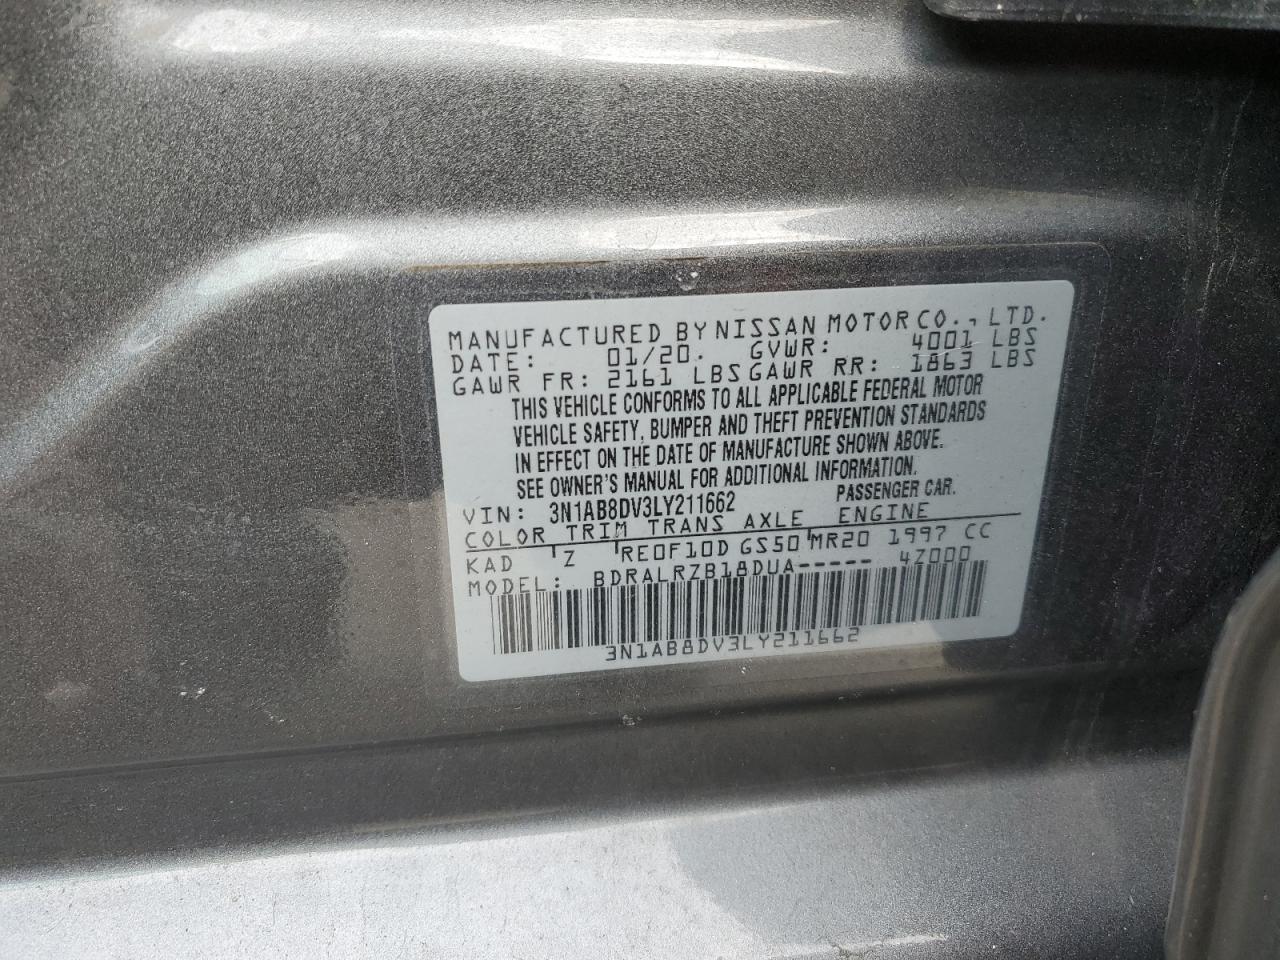 MANUFACTURED BY NISSAN MOTOR CO., LTD.
DATE: 01/20. GVWR: 4001 LBS
GAWR FR: 2161 LBS GAWR RR: 1863 LBS
THIS VEHICLE CONFORMS TO ALL APPLICABLE FEDERAL MOTOR
VEHICLE SAFETY, BUMPER AND THEFT PREVENTION STANDARDS
IN EFFECT ON THE DATE OF MANUFACTURE SHOWN ABOVE.
SEE OWNER'S MANUAL FOR ADDITIONAL INFORMATION.
VIN: 3N1AB8DV3LY211662 PASSENGER CAR.
COLOR TRIM TRANS AXLE ENGINE
KAD Z RE0F10D GS50 MR20 1997 CC
MODEL: BDRALRZB18DUA----- 4Z000
3N1AB8DV3LY211662